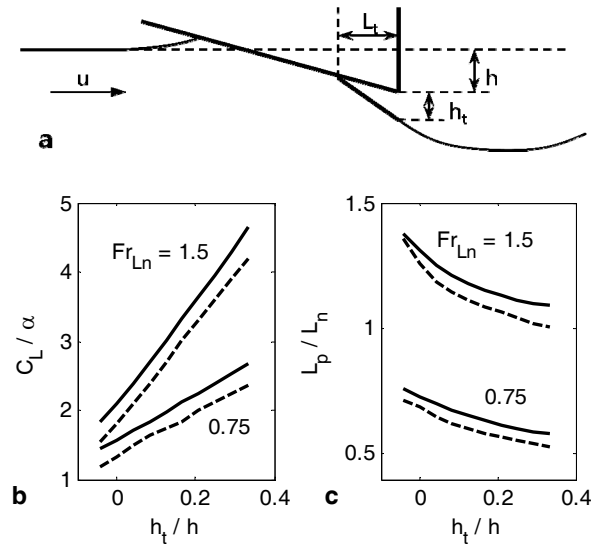 L_t
u
h
h_t
a
5
4
3
2
1
C_L / α
Fr_Ln = 1.5
0.75
0
0.2
0.4
h_t / h
b
1.5
1
0.5
L_p / L_n
Fr_Ln = 1.5
0.75
0
0.2
0.4
h_t / h
c